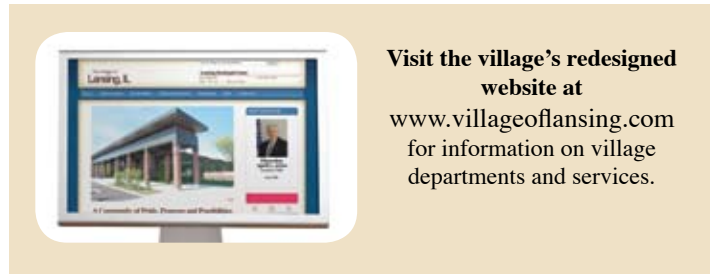 Lansing, IL
A Community of Pride, Progress and Possibilities
Visit the village’s redesigned
website at
www.villageoflansing.com
for information on village
departments and services.